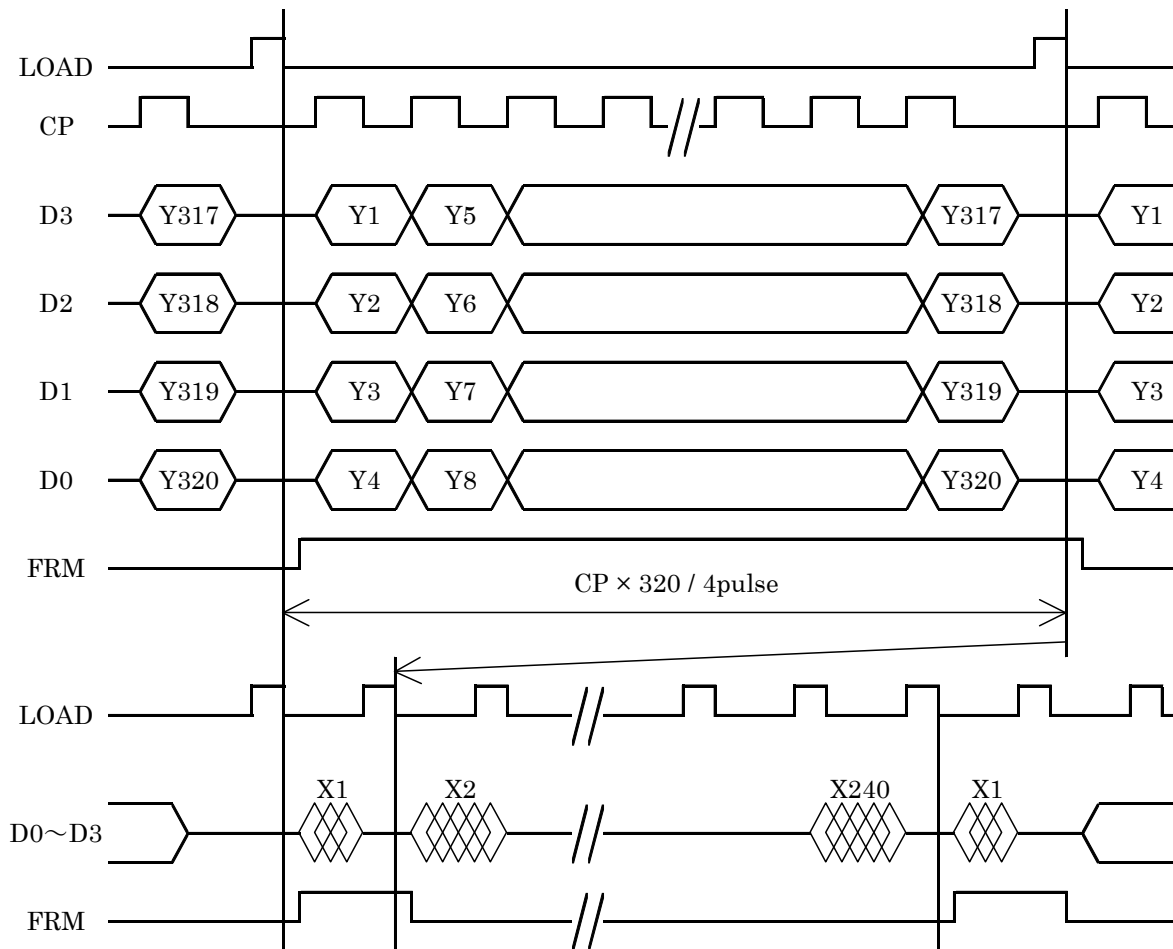 LOAD
CP
D3 Y317 Y1 Y5 Y317 Y1
D2 Y318 Y2 Y6 Y318 Y2
D1 Y319 Y3 Y7 Y319 Y3
D0 Y320 Y4 Y8 Y320 Y4
FRM
CP × 320 / 4pulse
LOAD
X1 X2 X240 X1
D0～D3
FRM